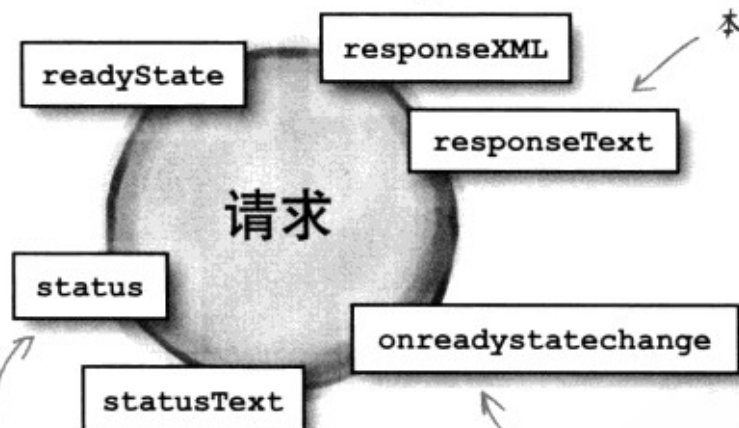 responseXML
readyState
responseText
请求
status
onreadystatechange
statusText